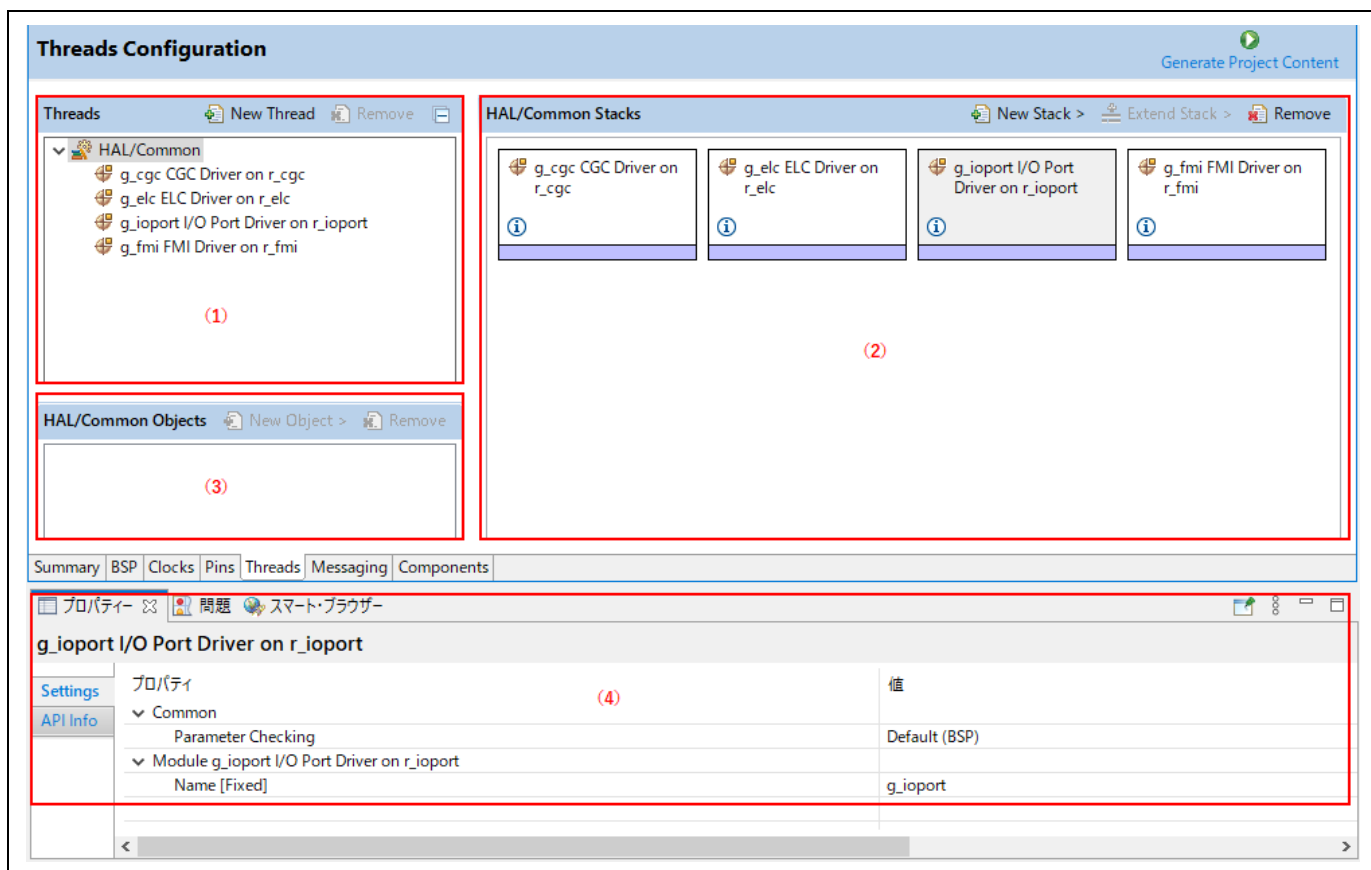 Threads Configuration
Generate Project Content
Threads
New Thread
Remove
HAL/Common
g_cgc CGC Driver on r_cgc
g_elc ELC Driver on r_elc
g_ioport I/O Port Driver on r_ioport
g_fmi FMI Driver on r_fmi
(1)
HAL/Common Stacks
New Stack >
Extend Stack >
Remove
g_cgc CGC Driver on
r_cgc
g_elc ELC Driver on
r_elc
g_ioport I/O Port
Driver on r_ioport
g_fmi FMI Driver on
r_fmi
(2)
HAL/Common Objects
New Object >
Remove
(3)
Summary
BSP
Clocks
Pins
Threads
Messaging
Components
プロパティー
問題
スマート・ブラウザー
g_ioport I/O Port Driver on r_ioport
Settings
API Info
プロパティ
値
(4)
Common
Parameter Checking
Default (BSP)
Module g_ioport I/O Port Driver on r_ioport
Name [Fixed]
g_ioport